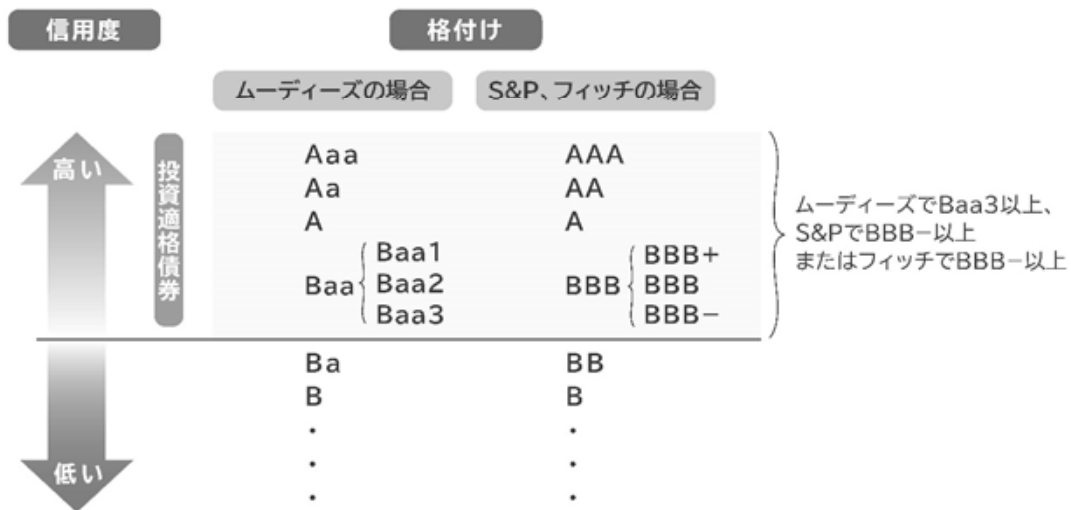 信用度
格付け
ムーディーズの場合
S&P、フィッチの場合
高い
投資適格債券
Aaa AAA
Aa AA
A A
Baa Baa1 BBB BBB+
Baa2 BBB
Baa3 BBB−
ムーディーズでBaa3以上、
S&PでBBB−以上
またはフィッチでBBB−以上
Ba BB
B B
・ ・
・ ・
・ ・
低い